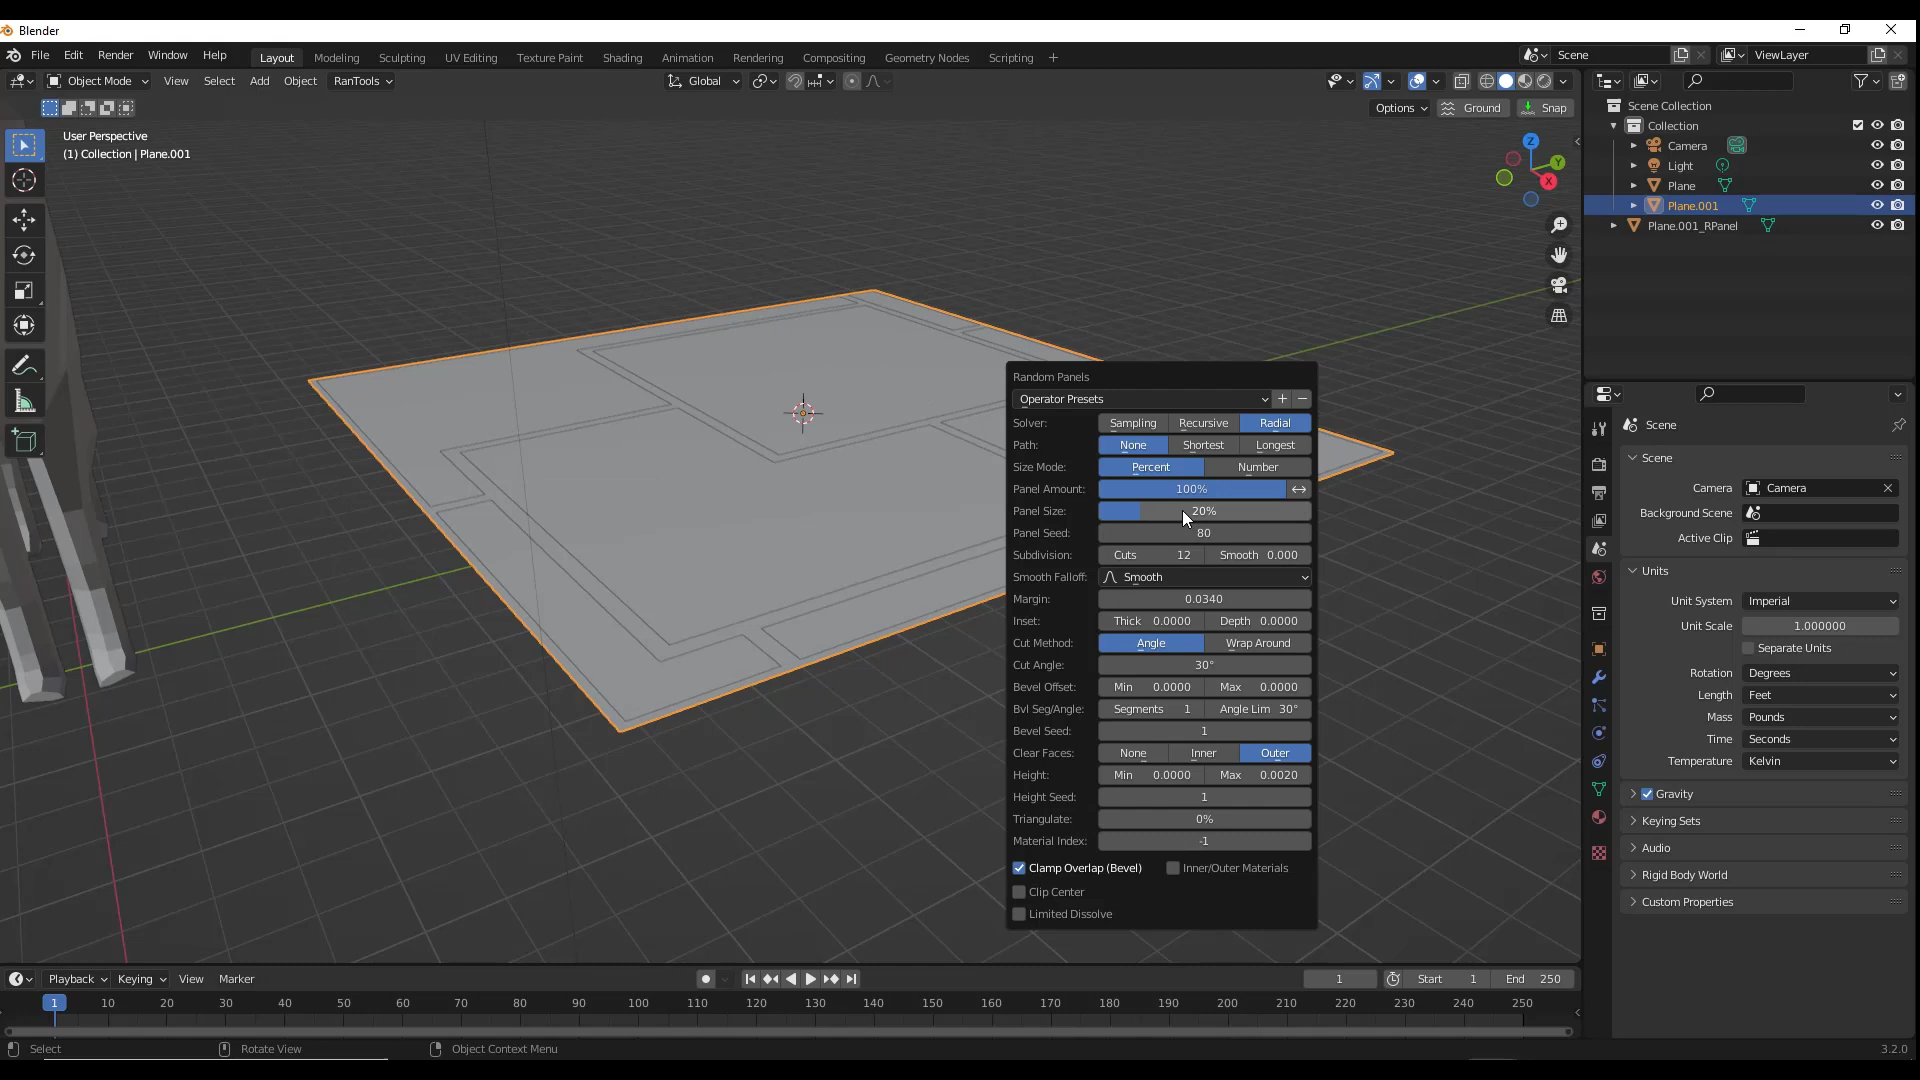 Blender
File Edit Render Window Help Layout Modeling Sculpting UV Editing Texture Paint Shading Animation Rendering Compositing Geometry Nodes Scripting + Scene ViewLayer
Object Mode View Select Add Object RanTools Global
Options Ground Snap
User Perspective
(1) Collection | Plane.001
Z
Y
X
Scene Collection
Collection
Camera
Light
Plane
Plane.001
Plane.001_RPanel
Random Panels
Operator Presets
Solver: Sampling Recursive Radial
Path: None Shortest Longest
Size Mode: Percent Number
Panel Amount: 100%
Panel Size: 20%
Panel Seed: 80
Subdivision: Cuts 12 Smooth 0.000
Smooth Falloff: Smooth
Margin: 0.0340
Inset: Thick 0.0000 Depth 0.0000
Cut Method: Angle Wrap Around
Cut Angle: 30°
Bevel Offset: Min 0.0000 Max 0.0000
Bvl Seg/Angle: Segments 1 Angle Lim 30°
Bevel Seed: 1
Clear Faces: None Inner Outer
Height: Min 0.0000 Max 0.0020
Height Seed: 1
Triangulate: 0%
Material Index: -1
Clamp Overlap (Bevel) Inner/Outer Materials
Clip Center
Limited Dissolve
Scene
Scene
Camera Camera
Background Scene
Active Clip
Units
Unit System Imperial
Unit Scale 1.000000
Separate Units
Rotation Degrees
Length Feet
Mass Pounds
Time Seconds
Temperature Kelvin
Gravity
Keying Sets
Audio
Rigid Body World
Custom Properties
Playback Keying View Marker 1 Start 1 End 250
1 10 20 30 40 50 60 70 80 90 100 110 120 130 140 150 160 170 180 190 200 210 220 230 240 250
Select Rotate View Object Context Menu 3.2.0